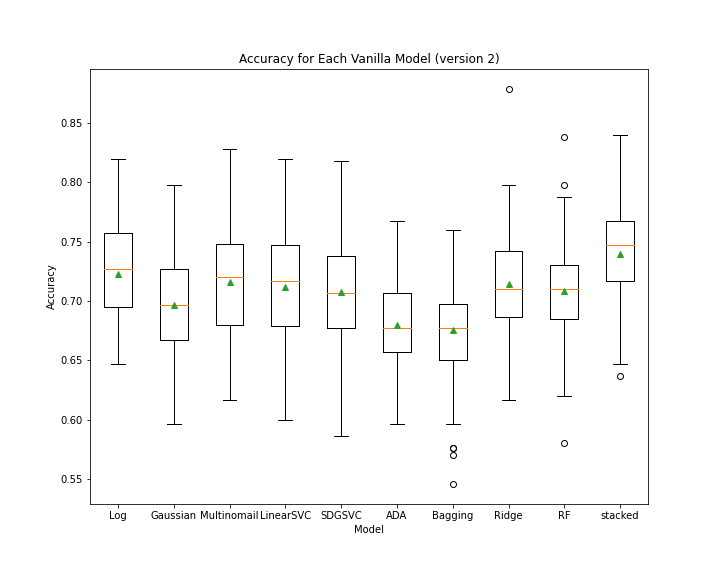 Accuracy for Each Vanilla Model (version 2)
0.85
0.80
0.75
0.70
0.65
0.60
0.55
Accuracy
Log Gaussian Multinomail LinearSVC SDGSVC ADA Bagging Ridge RF stacked
Model